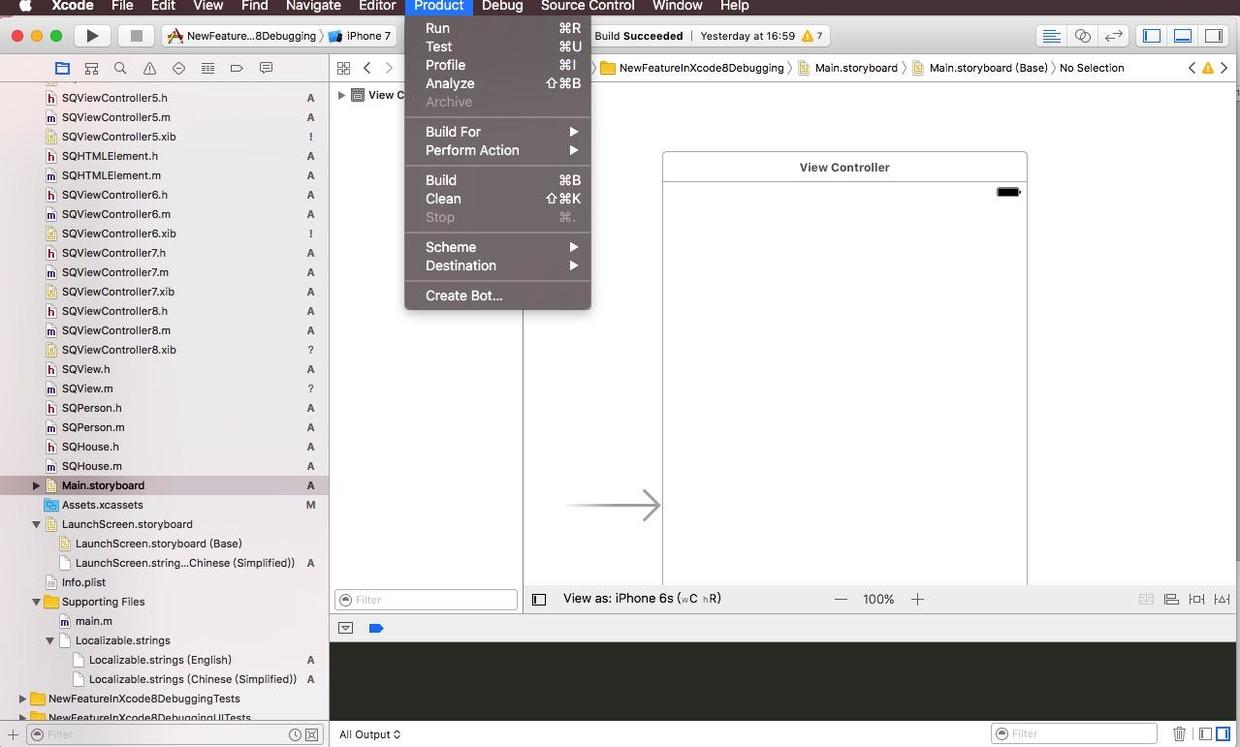 Xcode File Edit View Find Navigate Editor Product Debug Source Control Window Help
NewFeature...8Debugging iPhone 7
Build Succeeded | Yesterday at 16:59 7
NewFeatureInXcode8Debugging Main.storyboard Main.storyboard (Base) No Selection
Run ⌘R
Test ⌘U
Profile ⌘I
Analyze ⇧⌘B
Archive
Build For
Perform Action
Build ⌘B
Clean ⇧⌘K
Stop ⌘.
Scheme
Destination
Create Bot...
SQViewController5.h A
SQViewController5.m A
SQViewController5.xib !
SQHTMLElement.h A
SQHTMLElement.m A
SQViewController6.h A
SQViewController6.m A
SQViewController6.xib !
SQViewController7.h A
SQViewController7.m A
SQViewController7.xib A
SQViewController8.h A
SQViewController8.m A
SQViewController8.xib ?
SQView.h A
SQView.m ?
SQPerson.h A
SQPerson.m A
SQHouse.h A
SQHouse.m A
Main.storyboard A
Assets.xcassets M
LaunchScreen.storyboard
LaunchScreen.storyboard (Base)
LaunchScreen.string...Chinese (Simplified)) A
Info.plist
Supporting Files
main.m
Localizable.strings
Localizable.strings (English) A
Localizable.strings (Chinese (Simplified)) A
NewFeatureInXcode8DebuggingTests
NewFeatureInXcode8DebuggingUITests
Filter
View C
View Controller
Filter
View as: iPhone 6s (wC hR)
— 100% +
All Output
Filter